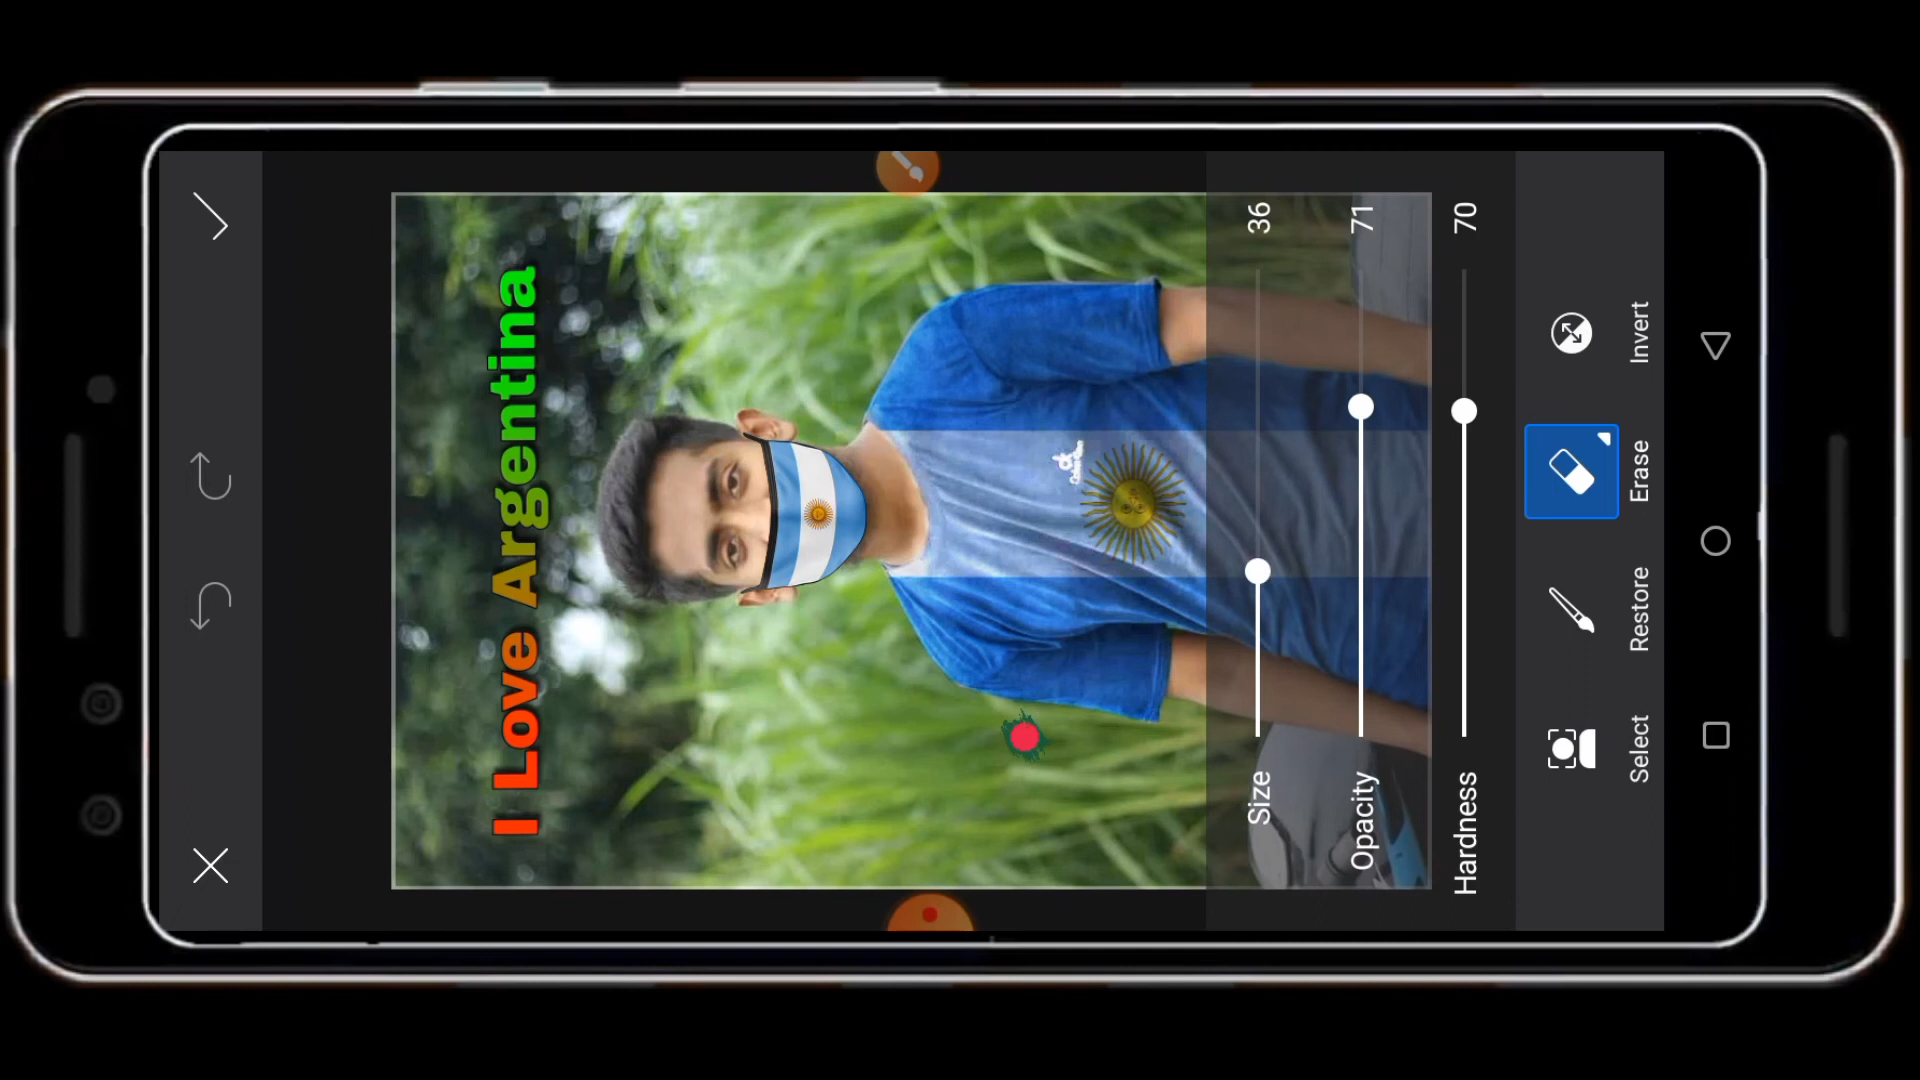 I Love Argentina
Size 36
Opacity 71
Hardness 70
Select
Restore
Erase
Invert